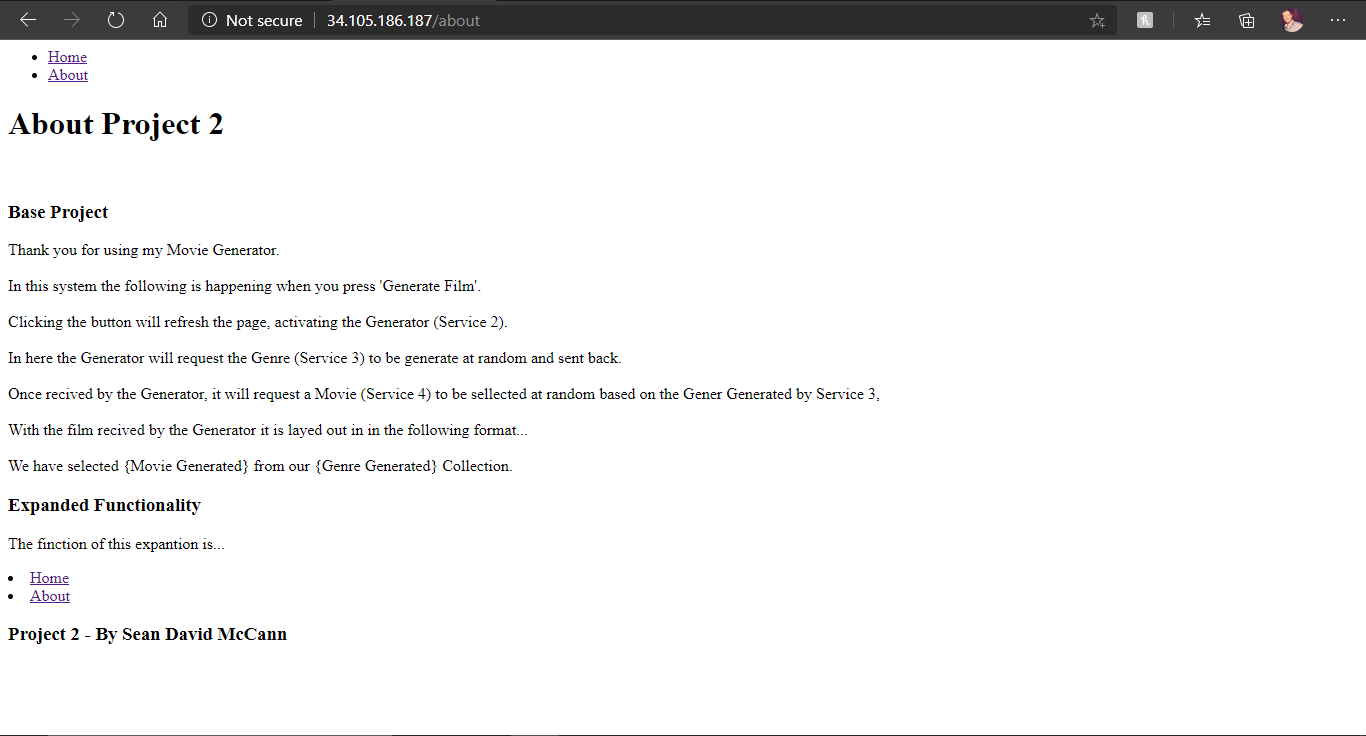 Not secure 34.105.186.187/about
Home
About
About Project 2
Base Project
Thank you for using my Movie Generator.
In this system the following is happening when you press 'Generate Film'.
Clicking the button will refresh the page, activating the Generator (Service 2).
In here the Generator will request the Genre (Service 3) to be generate at random and sent back.
Once recived by the Generator, it will request a Movie (Service 4) to be sellected at random based on the Gener Generated by Service 3,
With the film recived by the Generator it is layed out in in the following format...
We have selected {Movie Generated} from our {Genre Generated} Collection.
Expanded Functionality
The finction of this expantion is...
Home
About
Project 2 - By Sean David McCann